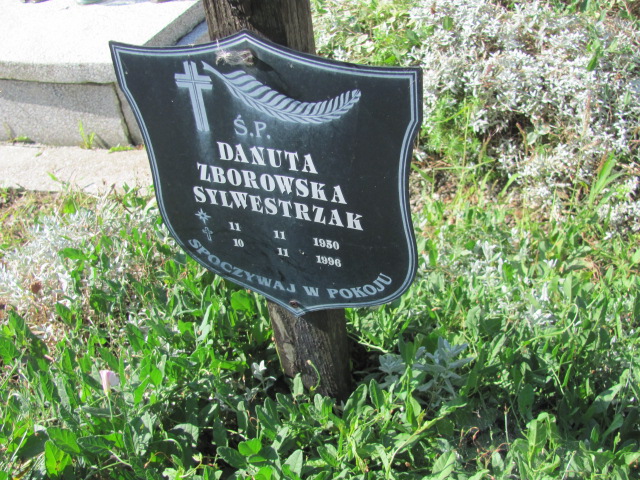 Ś.P.
DANUTA
ZBOROWSKA
SYLWESTRZAK
11 11 1930
10 11 1996
SPOCZYWAJ W POKOJU